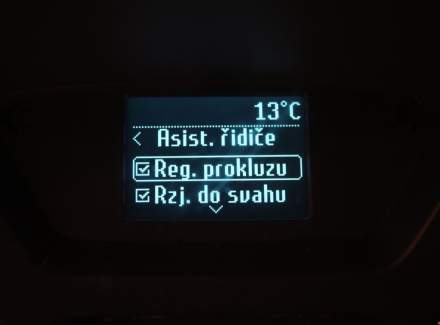 13°C
Asist. řidiče
Reg. prokluzu
Rzj. do svahu